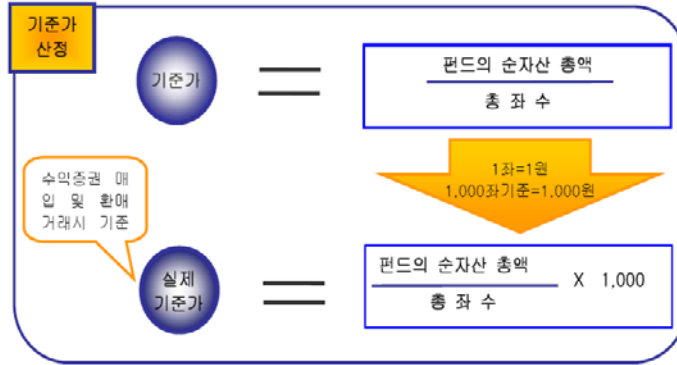 기준가
산정
기준가
펀드의 순자산 총액
총 좌 수
1좌=1원
1,000좌기준=1,000원
수익증권 매
입 및 환매
거래시 기준
실제
기준가
펀드의 순자산 총액
X 1,000
총 좌 수